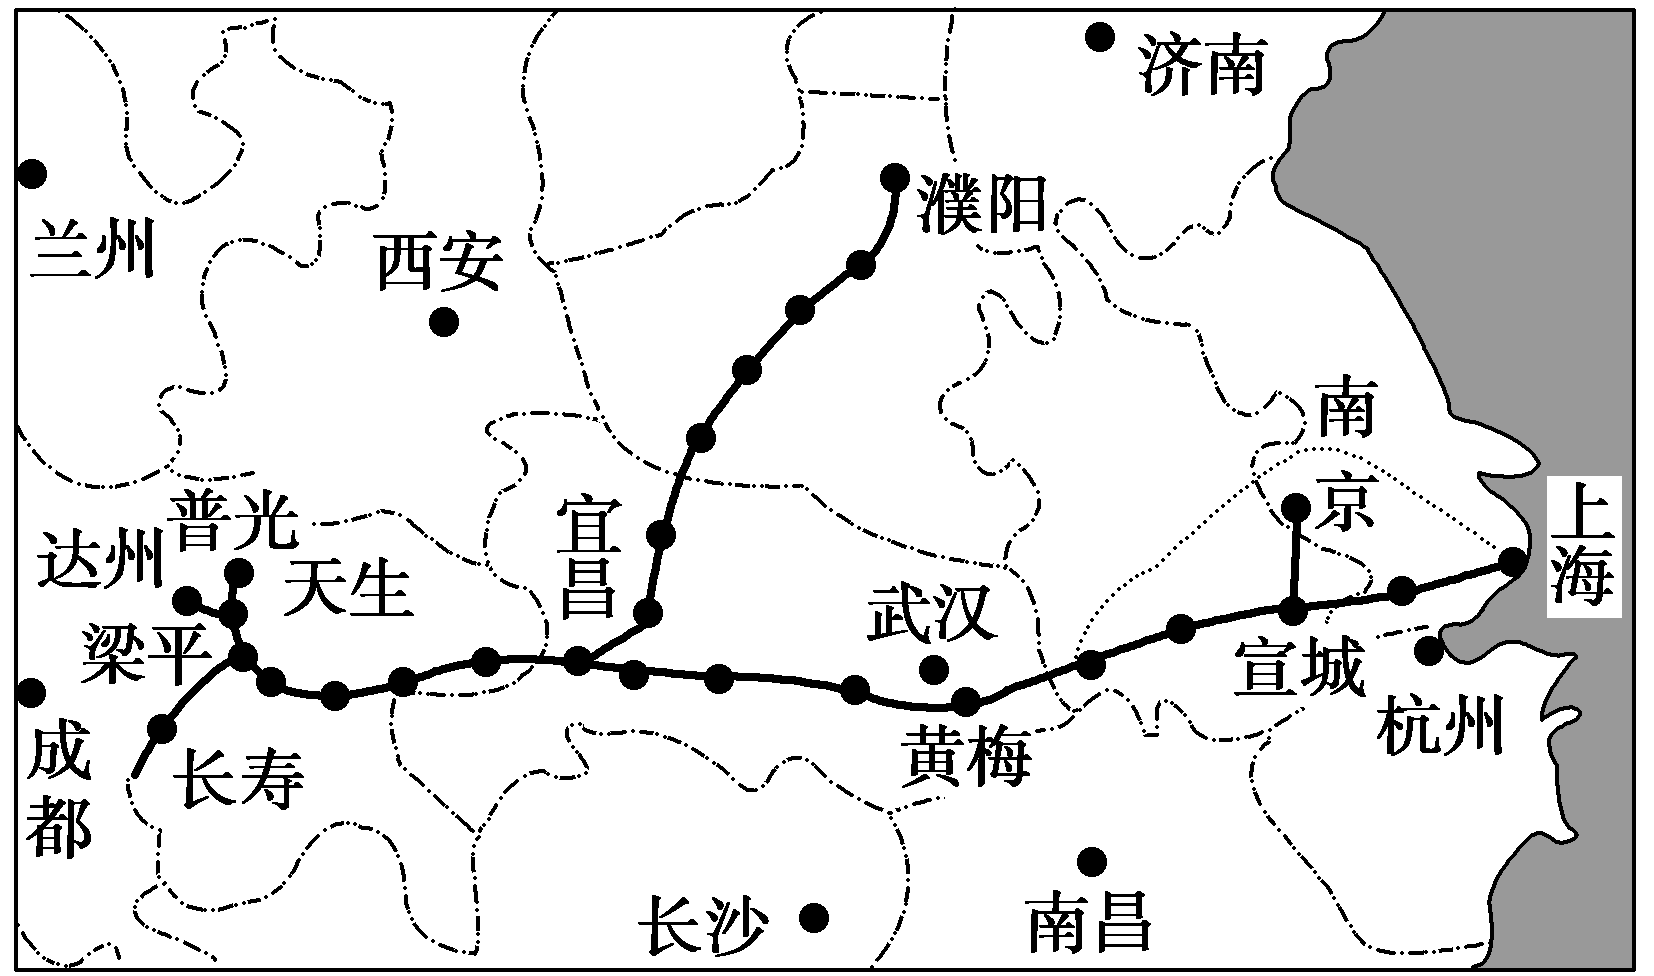 济南
濮阳
兰州
西安
南京
普光
宜昌
上海
达州
天生
武汉
梁平
宣城
成都
杭州
长寿
黄梅
长沙
南昌